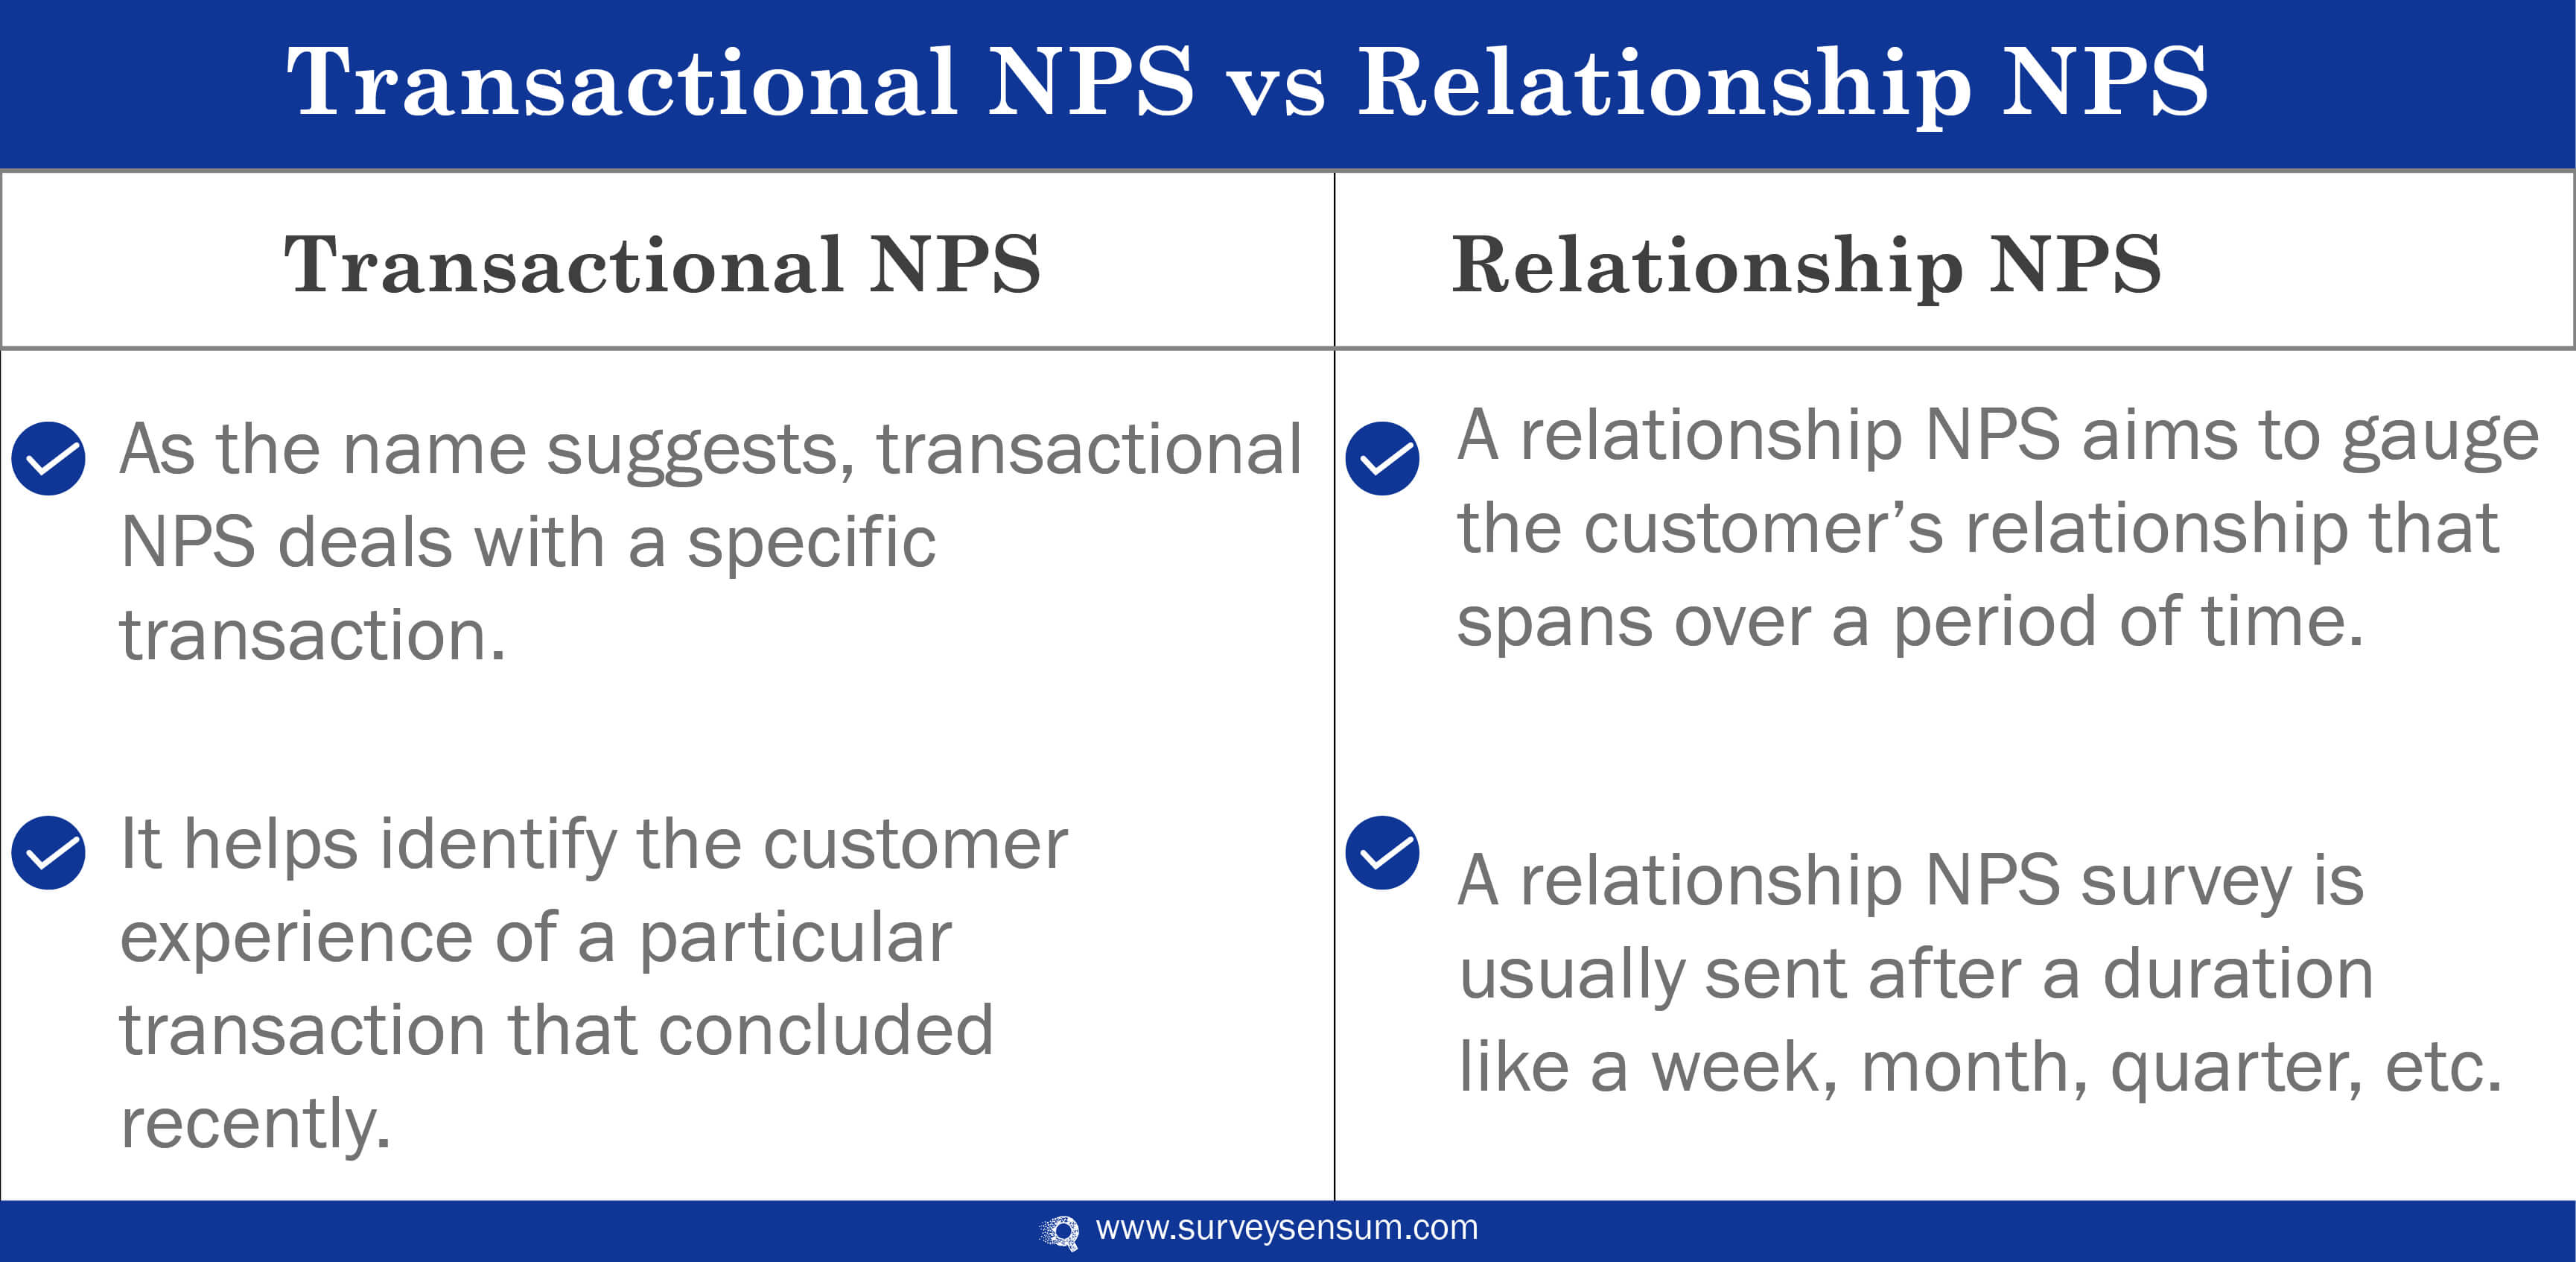 Transactional NPS vs Relationship NPS
Transactional NPS
As the name suggests, transactional
NPS deals with a specific
transaction.
It helps identify the customer
experience of a particular
transaction that concluded
recently.
Relationship NPS
A relationship NPS aims to gauge
the customer’s relationship that
spans over a period of time.
A relationship NPS survey is
usually sent after a duration
like a week, month, quarter, etc.
www.surveysensum.com